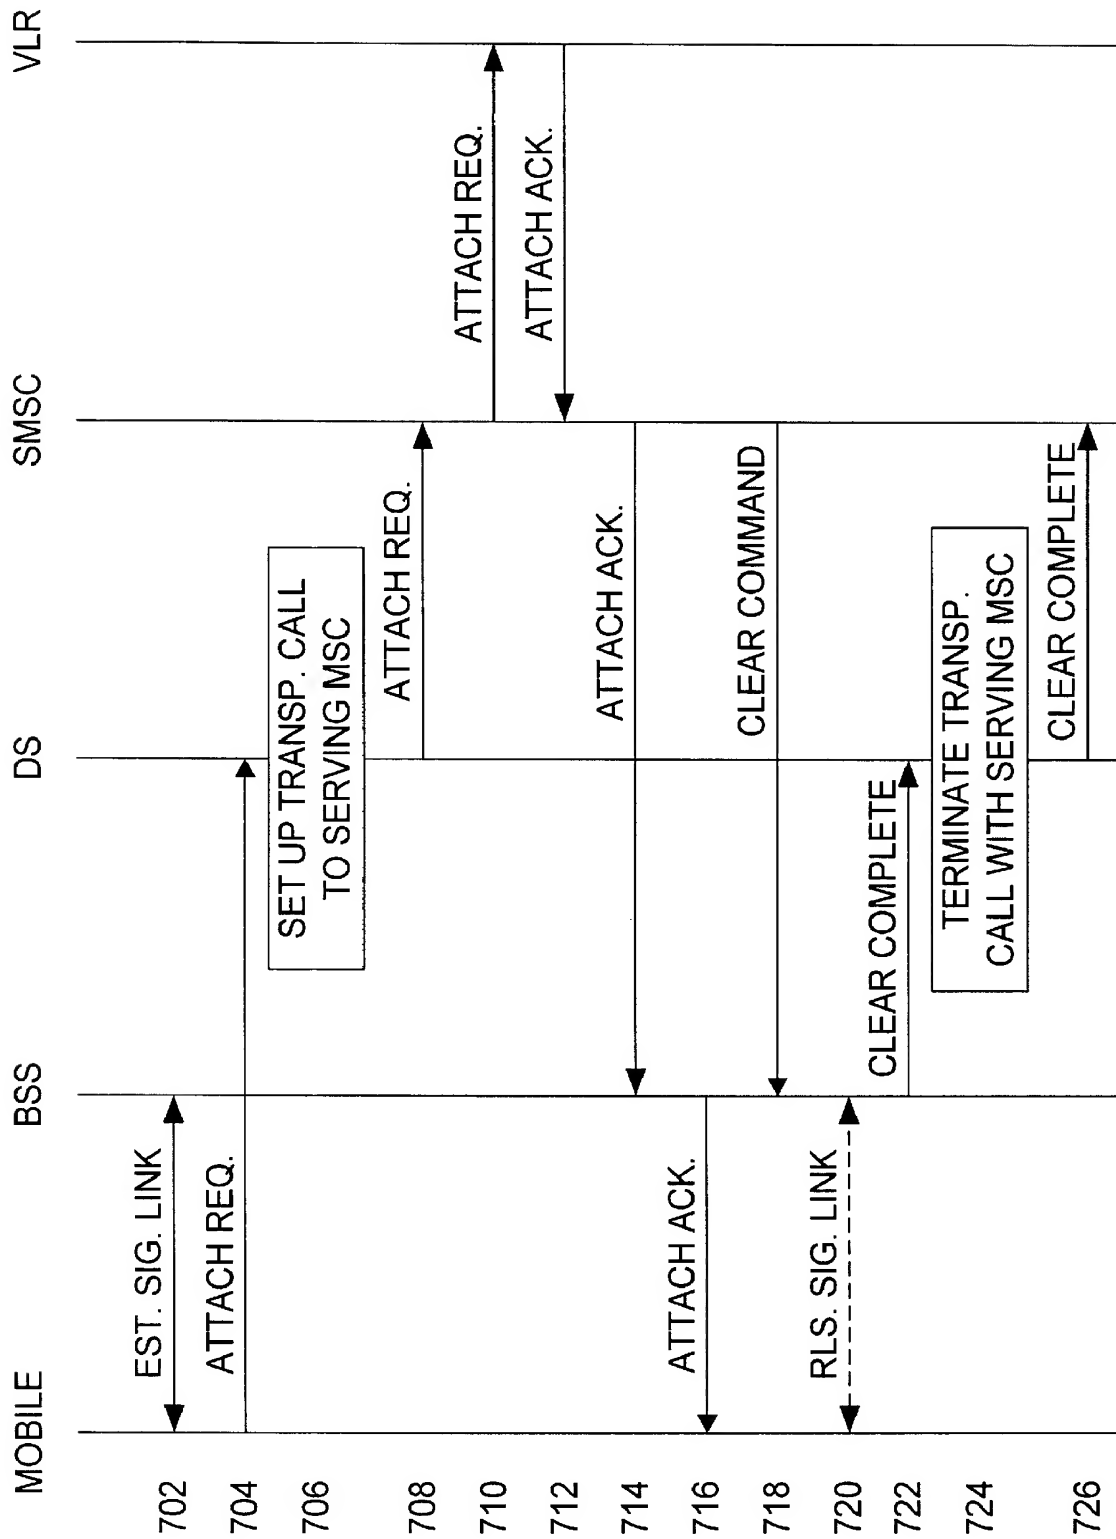 MOBILE
BSS
DS
SMSC
VLR
702
EST. SIG. LINK
704
ATTACH REQ.
706
SET UP TRANSP. CALL
TO SERVING MSC
708
ATTACH REQ.
710
ATTACH REQ.
712
ATTACH ACK.
714
ATTACH ACK.
716
ATTACH ACK.
718
CLEAR COMMAND
720
RLS. SIG. LINK
722
CLEAR COMPLETE
724
TERMINATE TRANSP.
CALL WITH SERVING MSC
726
CLEAR COMPLETE